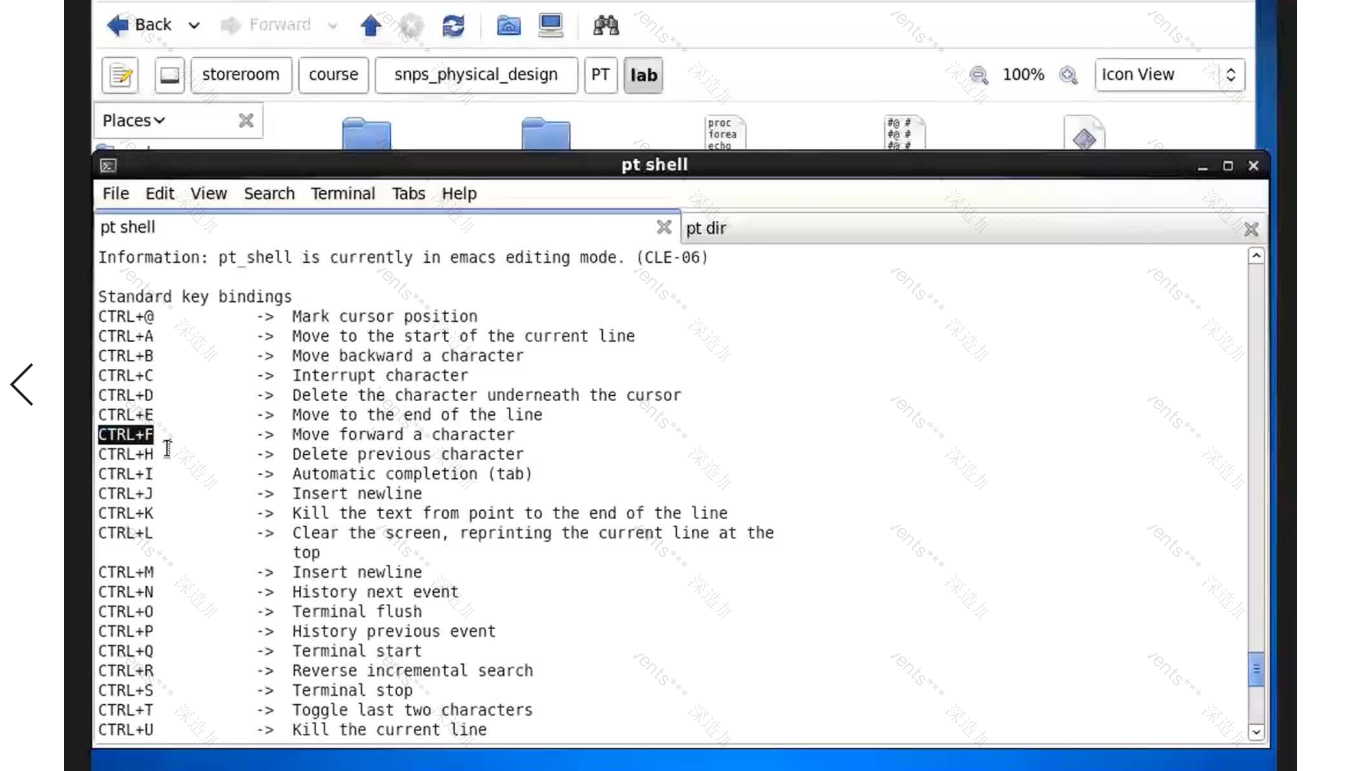 Back
Forward
storeroom
course
snps_physical_design
PT
lab
100%
Icon View
Places
proc
forea
echo
#@ #
#@ #
#@ #
pt shell
File Edit View Search Terminal Tabs Help
pt shell
pt dir
Information: pt_shell is currently in emacs editing mode. (CLE-06)
Standard key bindings
CTRL+@ -> Mark cursor position
CTRL+A -> Move to the start of the current line
CTRL+B -> Move backward a character
CTRL+C -> Interrupt character
CTRL+D -> Delete the character underneath the cursor
CTRL+E -> Move to the end of the line
CTRL+F -> Move forward a character
CTRL+H -> Delete previous character
CTRL+I -> Automatic completion (tab)
CTRL+J -> Insert newline
CTRL+K -> Kill the text from point to the end of the line
CTRL+L -> Clear the screen, reprinting the current line at the
top
CTRL+M -> Insert newline
CTRL+N -> History next event
CTRL+O -> Terminal flush
CTRL+P -> History previous event
CTRL+Q -> Terminal start
CTRL+R -> Reverse incremental search
CTRL+S -> Terminal stop
CTRL+T -> Toggle last two characters
CTRL+U -> Kill the current line